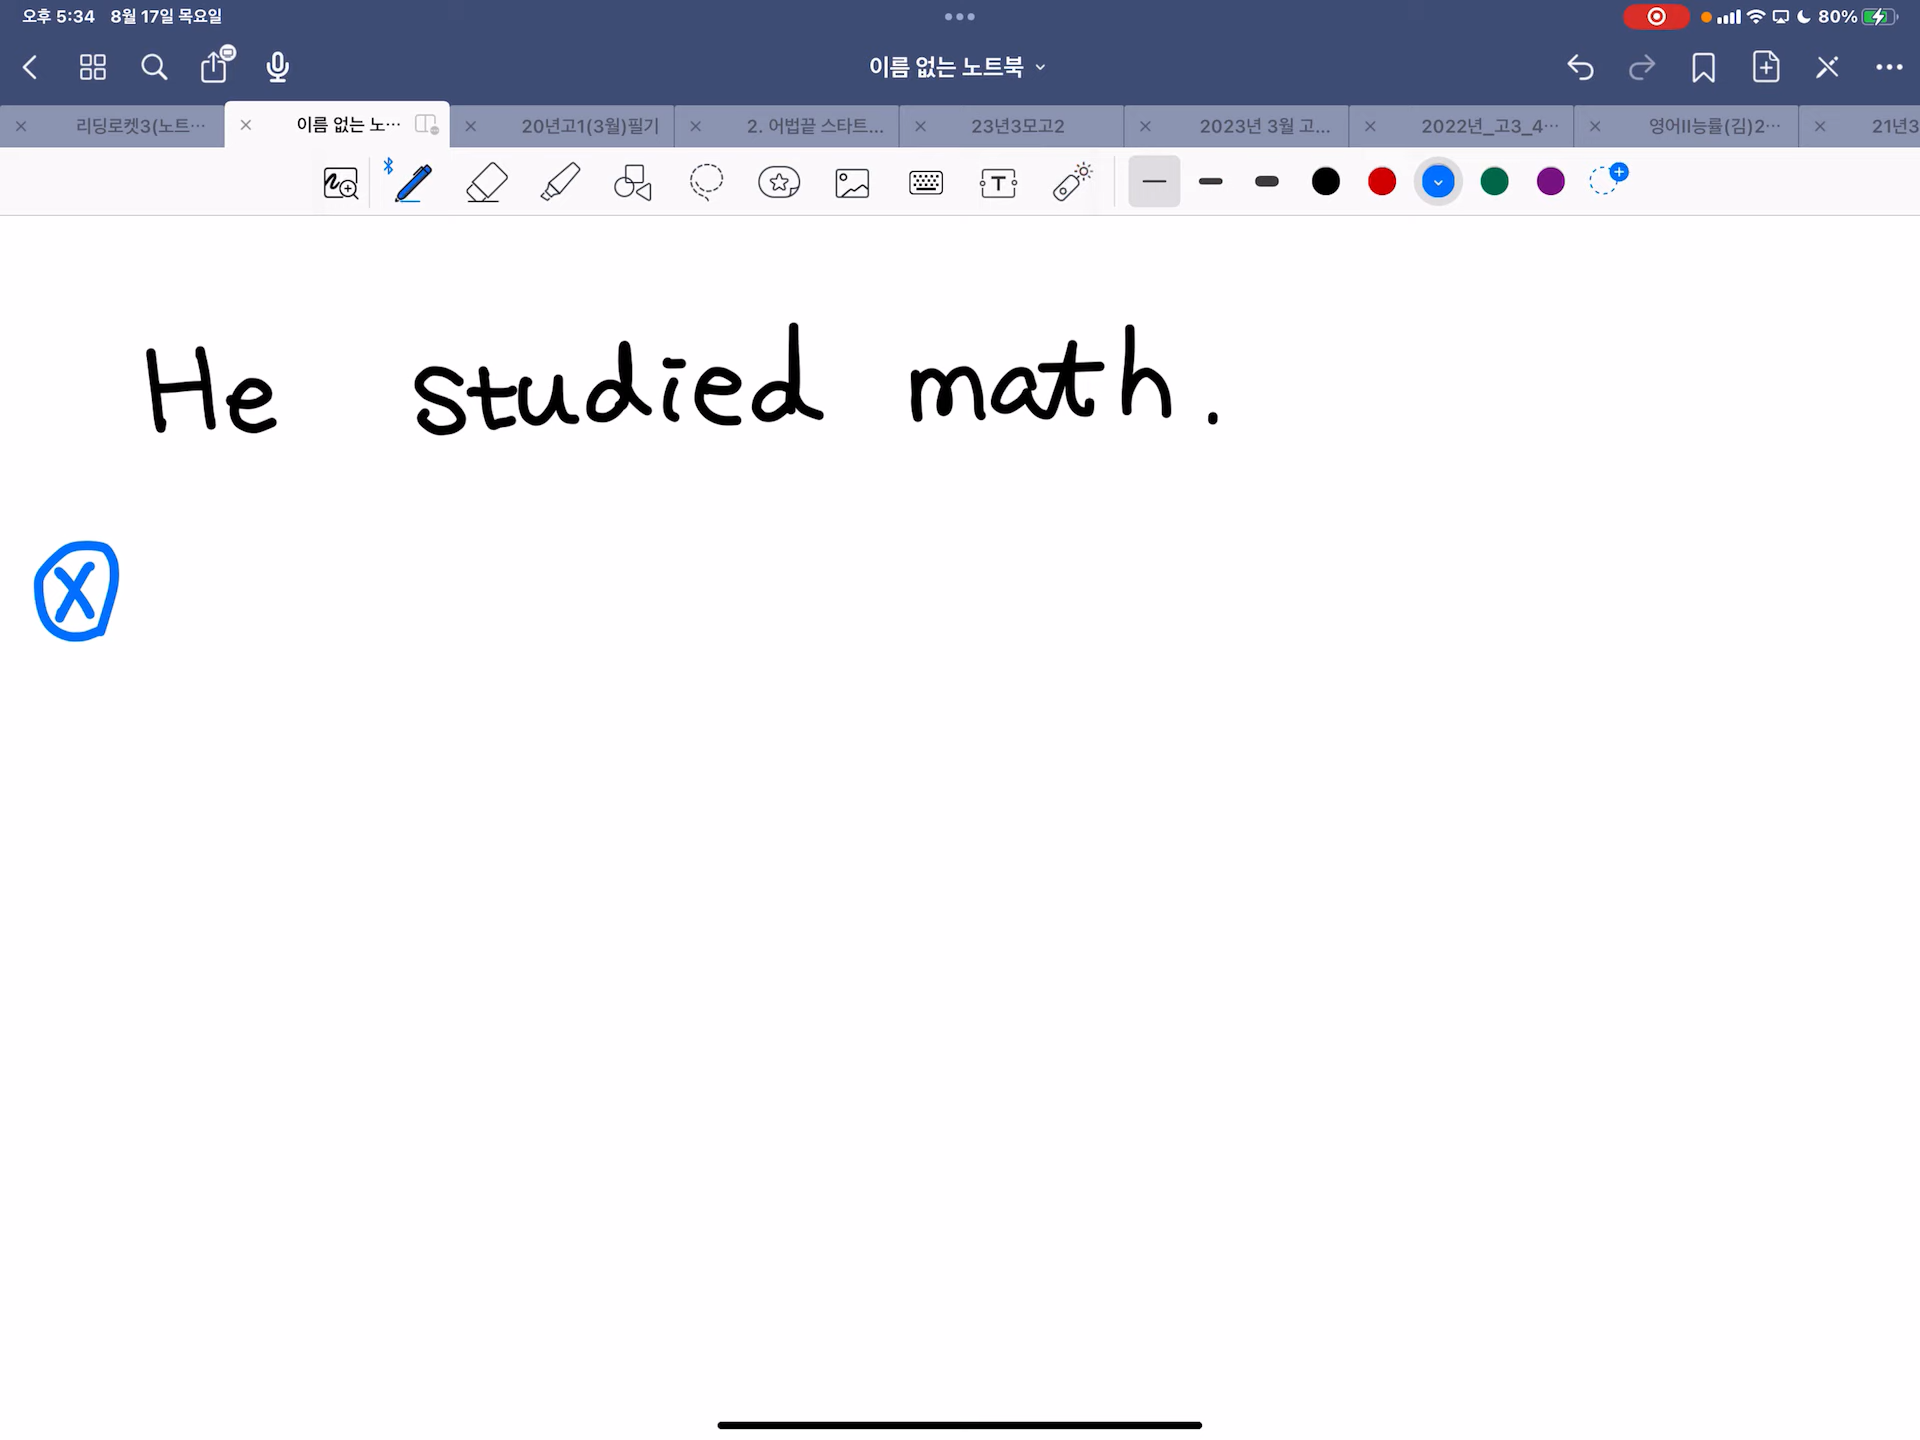 오후 5:34 8월 17일 목요일
80%
이름 없는 노트북
리딩로켓3(노트…
이름 없는 노…
20년고1(3월)필기
2. 어법끝 스타트...
23년3모고2
2023년 3월 고...
2022년_고3_4…
영어II능률(김)2…
21년3
T
He studied math.
X